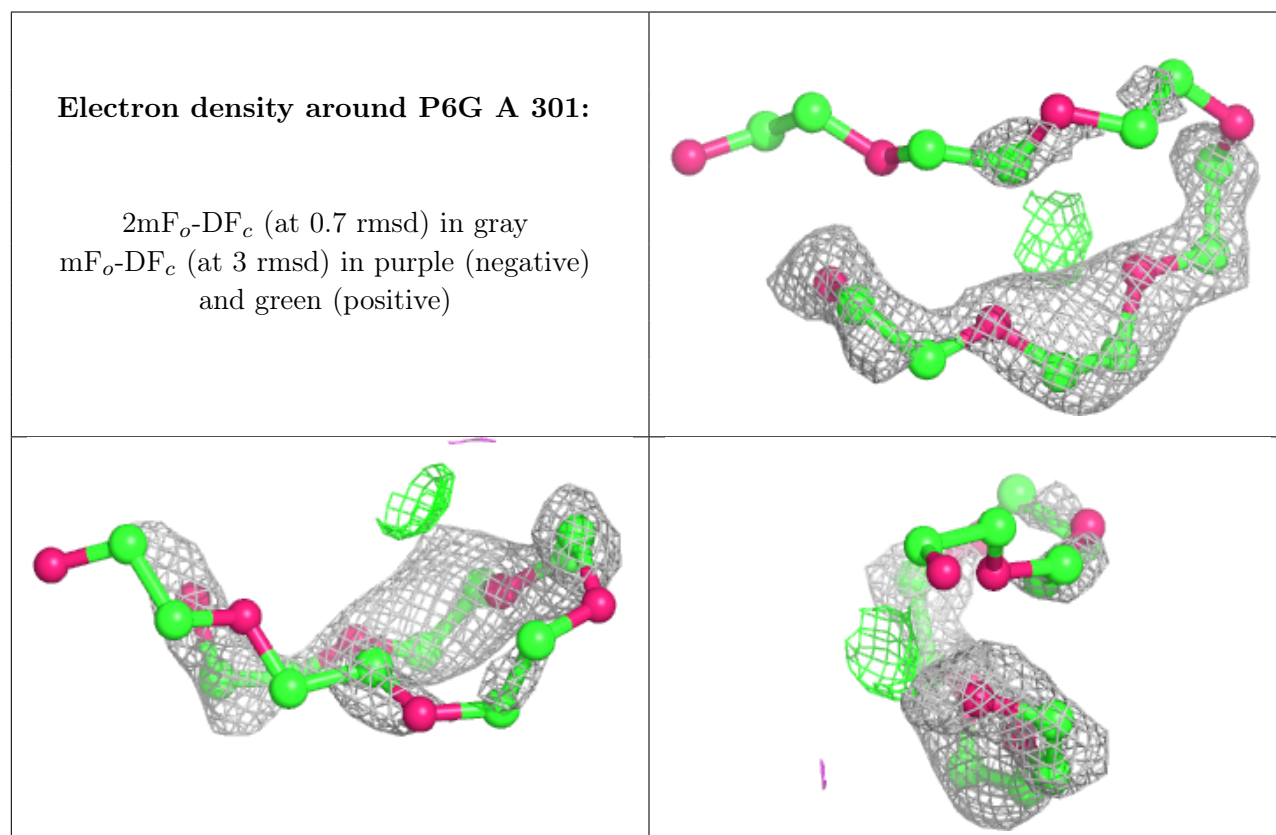 Electron density around P6G A 301:
2mFₒ-DF𝒸 (at 0.7 rmsd) in gray
mFₒ-DF𝒸 (at 3 rmsd) in purple (negative)
and green (positive)